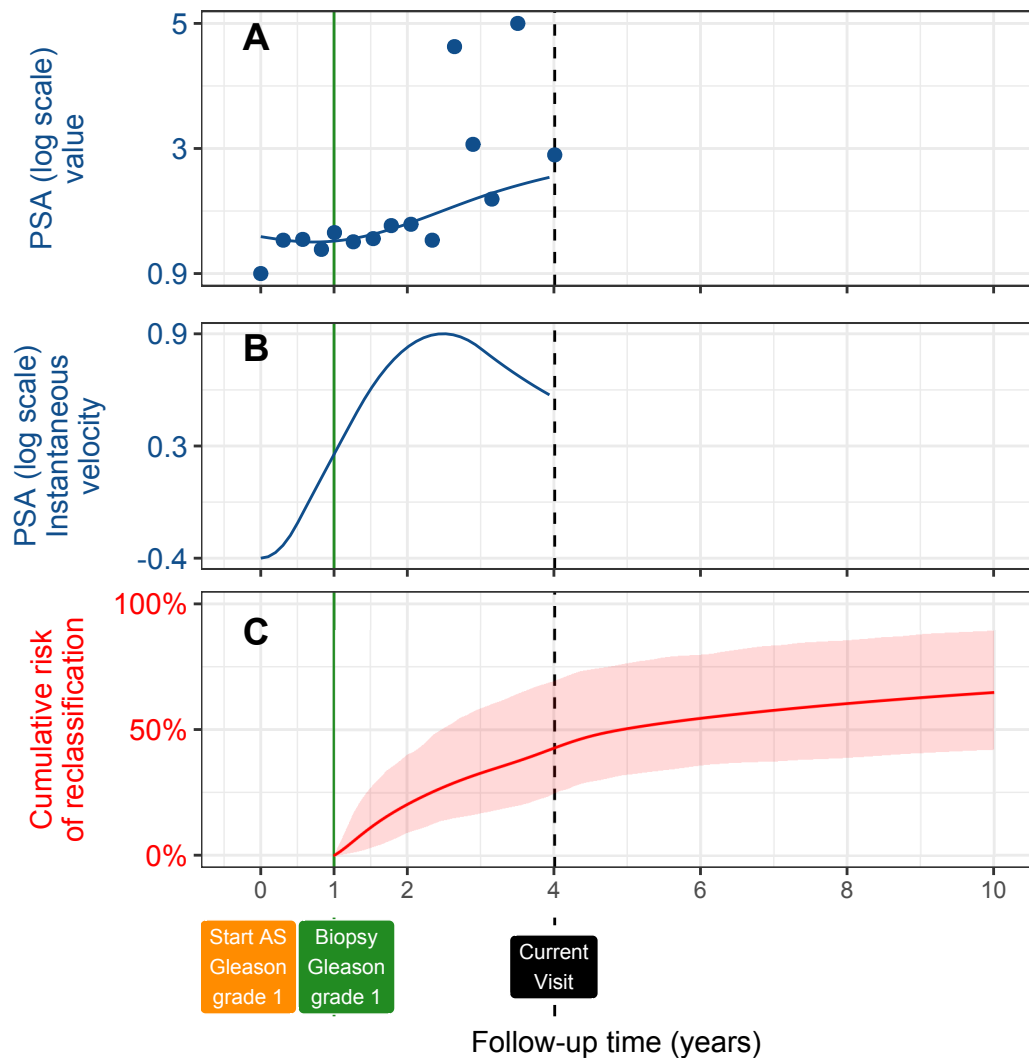 A
PSA (log scale)
value
5
3
0.9
B
PSA (log scale)
Instantaneous
velocity
0.9
0.3
-0.4
C
Cumulative risk
of reclassification
100%
50%
0%
0 1 2 4 6 8 10
Start AS
Gleason
grade 1
Biopsy
Gleason
grade 1
Current
Visit
Follow-up time (years)